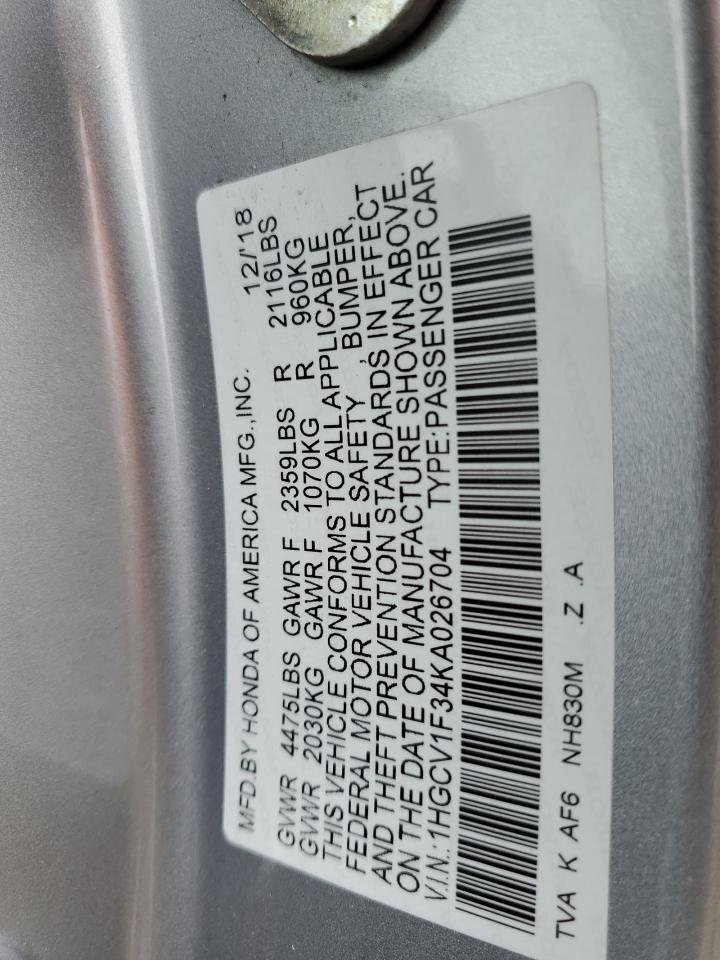 MFD.BY HONDA OF AMERICA MFG.,INC. 12/'18
GVWR 4475LBS GAWR F 2359LBS R 2116LBS
GVWR 2030KG GAWR F 1070KG R 960KG
THIS VEHICLE CONFORMS TO ALL APPLICABLE
FEDERAL MOTOR VEHICLE SAFETY , BUMPER,
AND THEFT PREVENTION STANDARDS, IN EFFECT
ON THE DATE OF MANUFACTURE SHOWN ABOVE.
V.I.N.:1HGCV1F34KA026704 TYPE:PASSENGER CAR
TVA K AF6 NH830M .Z .A